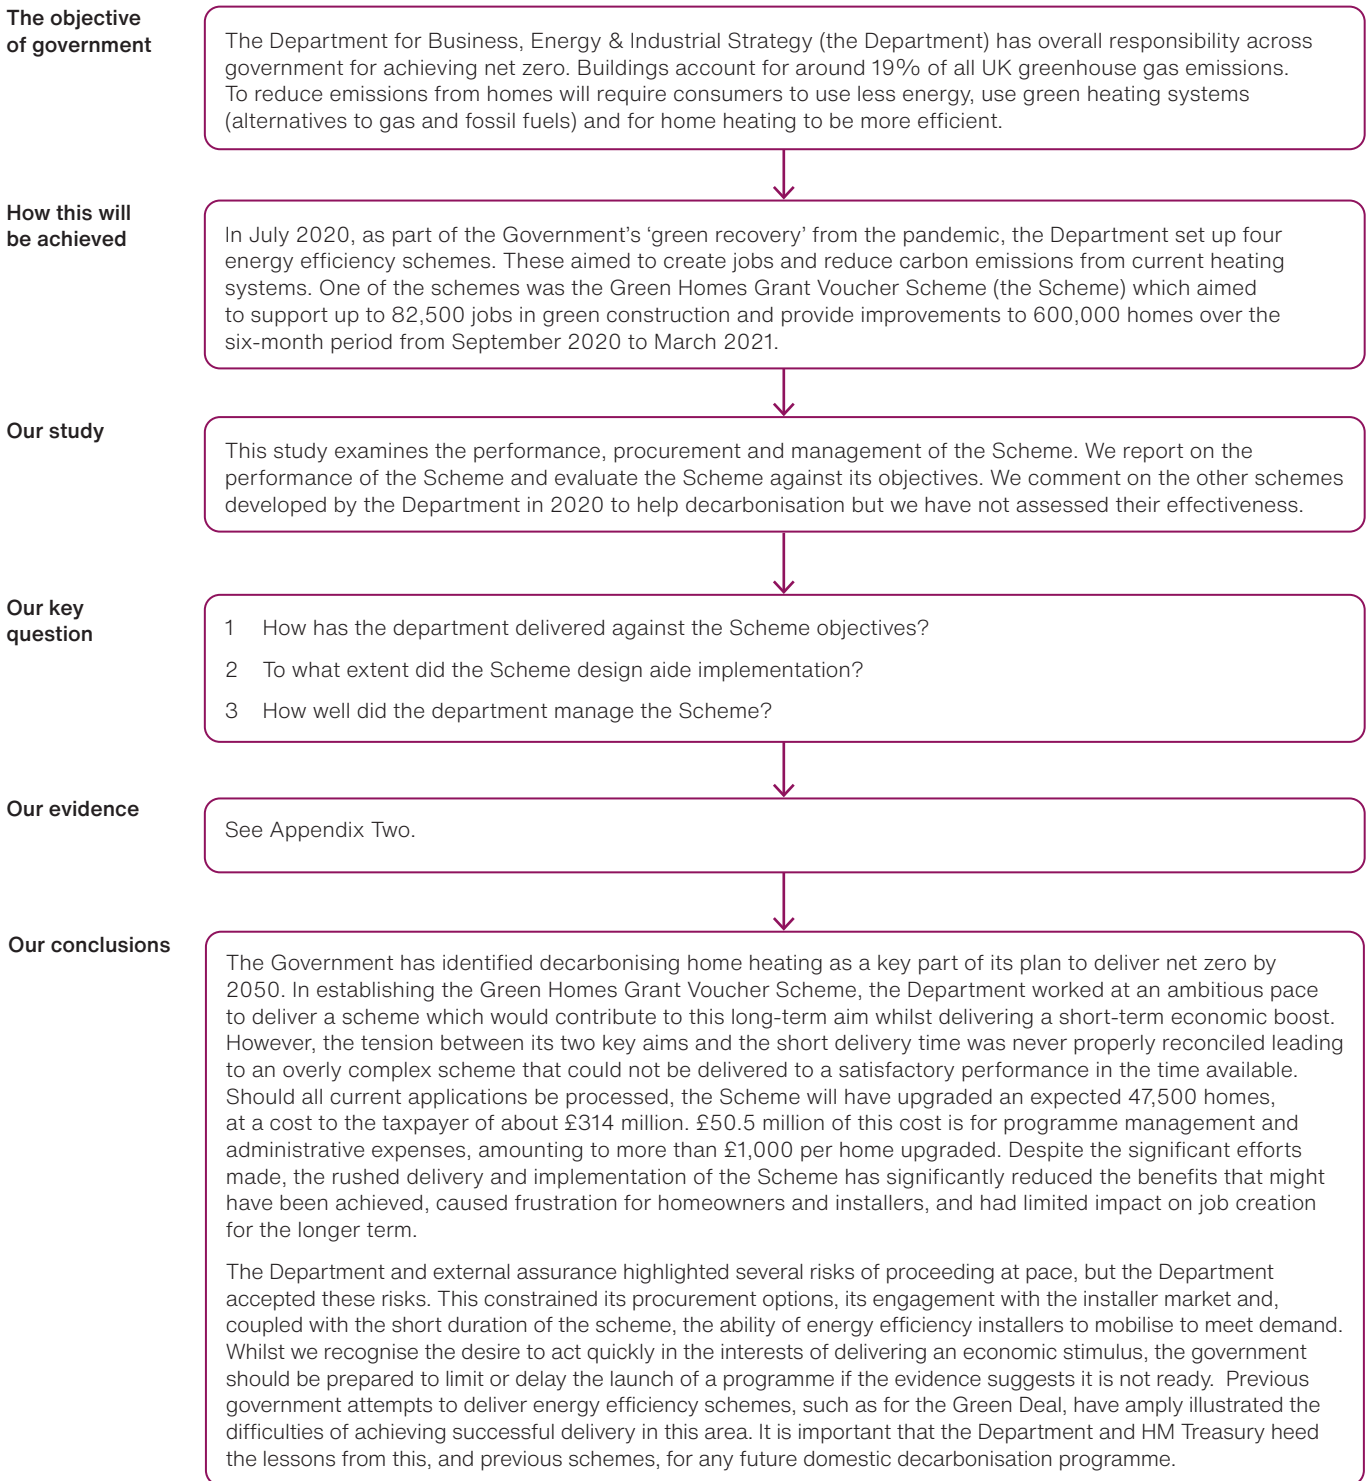 The objective
of government
The Department for Business, Energy & Industrial Strategy (the Department) has overall responsibility across
government for achieving net zero. Buildings account for around 19% of all UK greenhouse gas emissions.
To reduce emissions from homes will require consumers to use less energy, use green heating systems
(alternatives to gas and fossil fuels) and for home heating to be more efficient.
How this will
be achieved
In July 2020, as part of the Government's 'green recovery' from the pandemic, the Department set up four
energy efficiency schemes. These aimed to create jobs and reduce carbon emissions from current heating
systems. One of the schemes was the Green Homes Grant Voucher Scheme (the Scheme) which aimed
to support up to 82,500 jobs in green construction and provide improvements to 600,000 homes over the
six-month period from September 2020 to March 2021.
Our study
This study examines the performance, procurement and management of the Scheme. We report on the
performance of the Scheme and evaluate the Scheme against its objectives. We comment on the other schemes
developed by the Department in 2020 to help decarbonisation but we have not assessed their effectiveness.
Our key
question
1 How has the department delivered against the Scheme objectives?
2 To what extent did the Scheme design aide implementation?
3 How well did the department manage the Scheme?
Our evidence
See Appendix Two.
Our conclusions
The Government has identified decarbonising home heating as a key part of its plan to deliver net zero by
2050. In establishing the Green Homes Grant Voucher Scheme, the Department worked at an ambitious pace
to deliver a scheme which would contribute to this long-term aim whilst delivering a short-term economic boost.
However, the tension between its two key aims and the short delivery time was never properly reconciled leading
to an overly complex scheme that could not be delivered to a satisfactory performance in the time available.
Should all current applications be processed, the Scheme will have upgraded an expected 47,500 homes,
at a cost to the taxpayer of about £314 million. £50.5 million of this cost is for programme management and
administrative expenses, amounting to more than £1,000 per home upgraded. Despite the significant efforts
made, the rushed delivery and implementation of the Scheme has significantly reduced the benefits that might
have been achieved, caused frustration for homeowners and installers, and had limited impact on job creation
for the longer term.
The Department and external assurance highlighted several risks of proceeding at pace, but the Department
accepted these risks. This constrained its procurement options, its engagement with the installer market and,
coupled with the short duration of the scheme, the ability of energy efficiency installers to mobilise to meet demand.
Whilst we recognise the desire to act quickly in the interests of delivering an economic stimulus, the government
should be prepared to limit or delay the launch of a programme if the evidence suggests it is not ready. Previous
government attempts to deliver energy efficiency schemes, such as for the Green Deal, have amply illustrated the
difficulties of achieving successful delivery in this area. It is important that the Department and HM Treasury heed
the lessons from this, and previous schemes, for any future domestic decarbonisation programme.